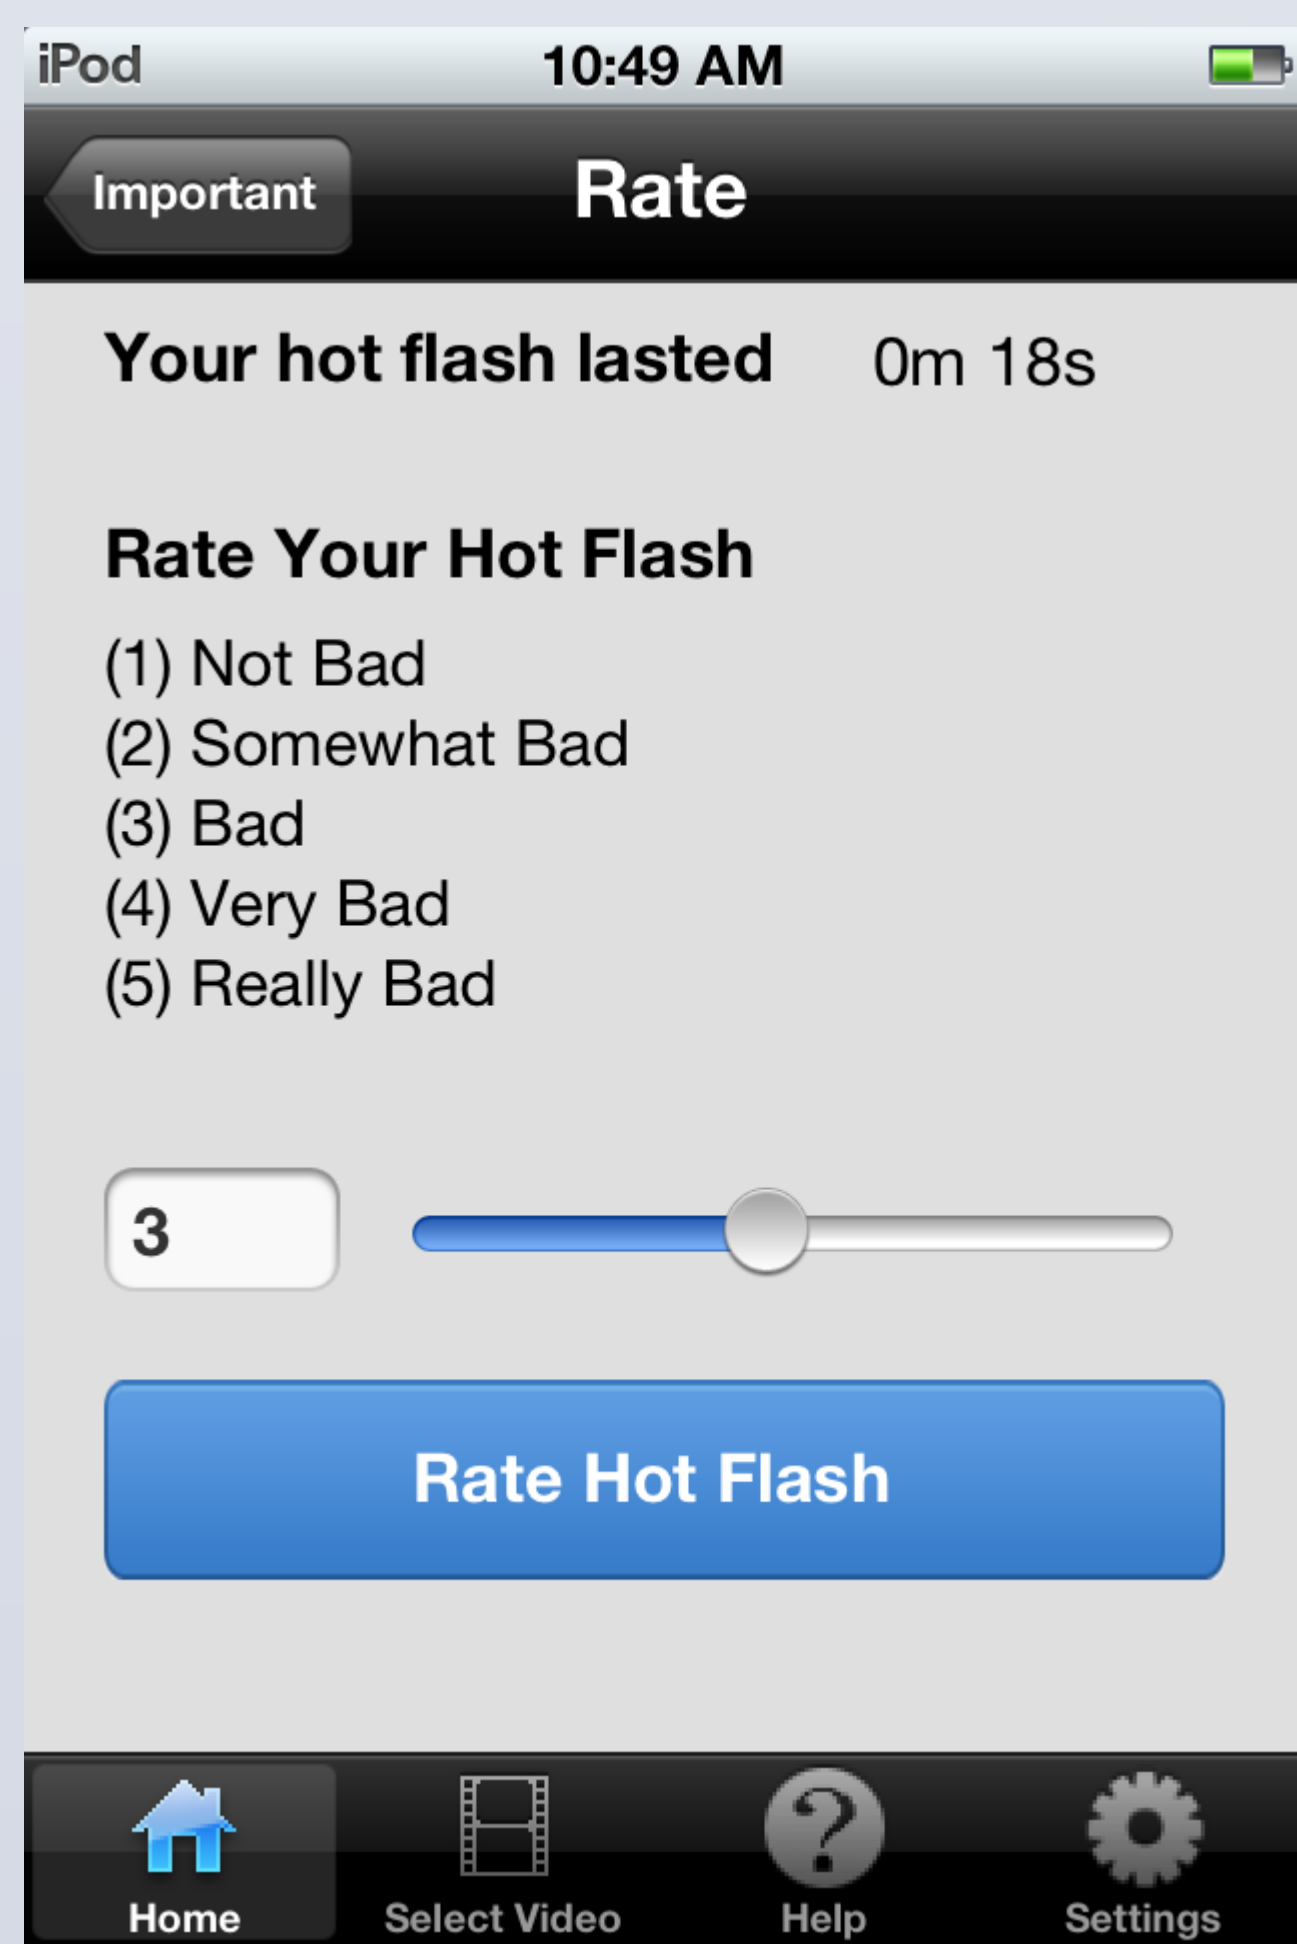 iPod 10:49 AM
Important Rate
Your hot flash lasted 0m 18s
Rate Your Hot Flash
(1) Not Bad
(2) Somewhat Bad
(3) Bad
(4) Very Bad
(5) Really Bad
3
Rate Hot Flash
Home Select Video Help Settings